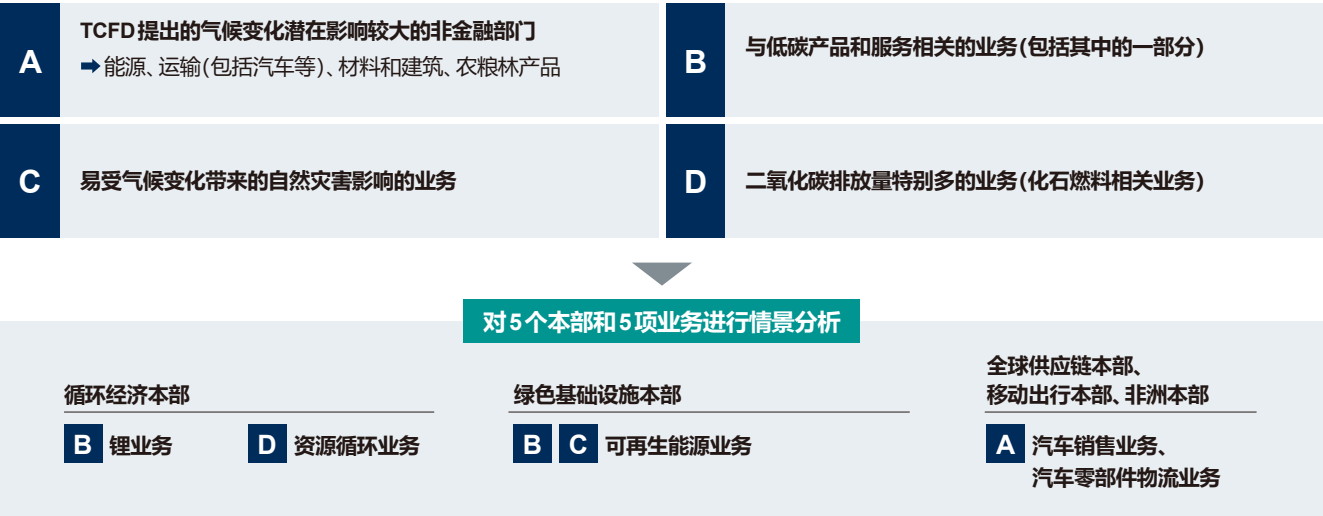 A
TCFD提出的气候变化潜在影响较大的非金融部门
➡能源、运输(包括汽车等)、材料和建筑、农粮林产品
B
与低碳产品和服务相关的业务(包括其中的一部分)
C
易受气候变化带来的自然灾害影响的业务
D
二氧化碳排放量特别多的业务(化石燃料相关业务)
对5个本部和5项业务进行情景分析
循环经济本部
B 锂业务
D 资源循环业务
绿色基础设施本部
B C 可再生能源业务
全球供应链本部、
移动出行本部、非洲本部
A 汽车销售业务、
汽车零部件物流业务